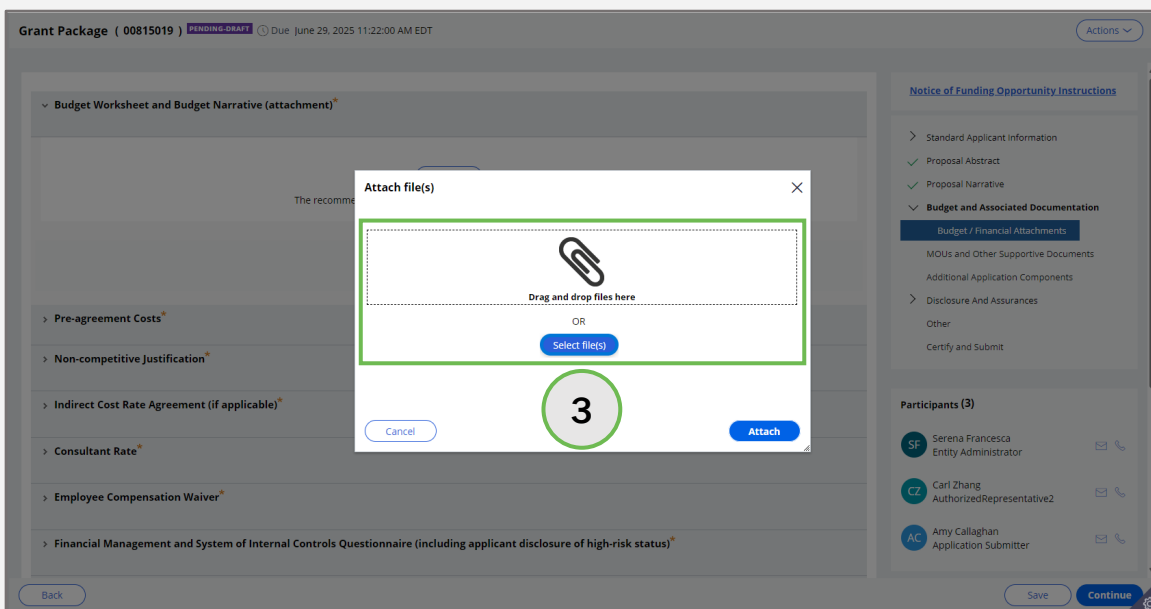 Grant Package ( 00815019 ) PENDING-DRAFT Due June 29, 2025 11:22:00 AM EDT
Actions
Budget Worksheet and Budget Narrative (attachment)*
The recomme
Attach file(s)
Drag and drop files here
OR
Select file(s)
3
Cancel
Attach
Pre-agreement Costs*
Non-competitive Justification*
Indirect Cost Rate Agreement (if applicable)*
Consultant Rate*
Employee Compensation Waiver*
Financial Management and System of Internal Controls Questionnaire (including applicant disclosure of high-risk status)*
Notice of Funding Opportunity Instructions
Standard Applicant Information
Proposal Abstract
Proposal Narrative
Budget and Associated Documentation
Budget / Financial Attachments
MOUs and Other Supportive Documents
Additional Application Components
Disclosure And Assurances
Other
Certify and Submit
Participants (3)
SF
Serena Francesca
Entity Administrator
CZ
Carl Zhang
AuthorizedRepresentative2
AC
Amy Callaghan
Application Submitter
Back
Save
Continue